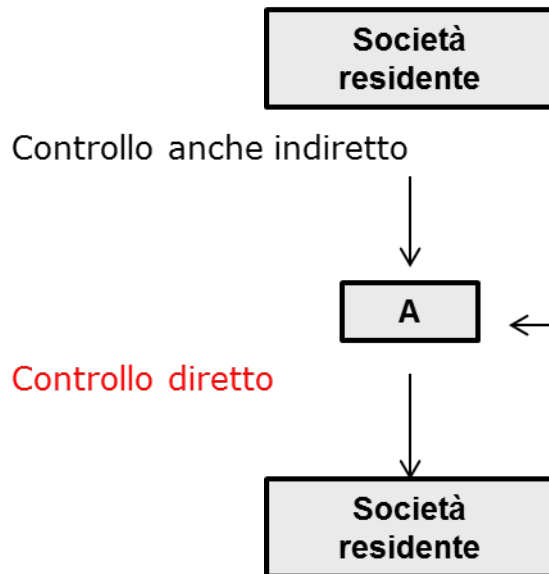 Società
residente
Controllo anche indiretto
A
Controllo diretto
Società
residente